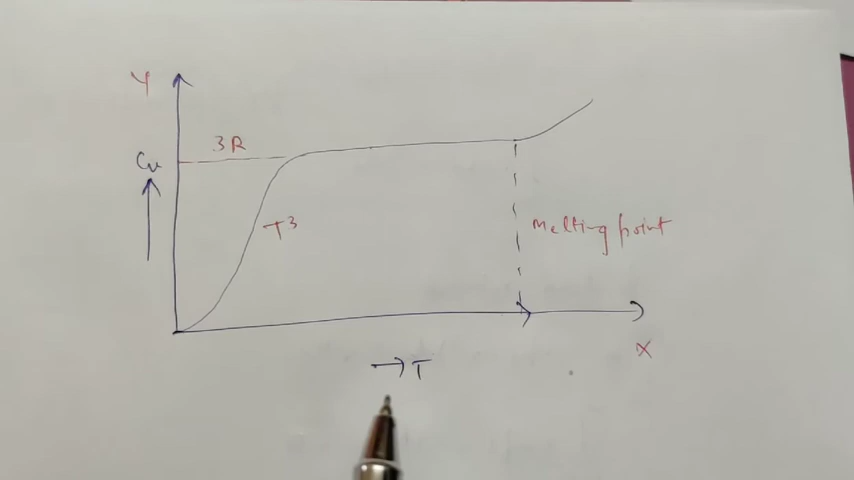 Y
3R
Cv
T3
Melting point
X
→ T